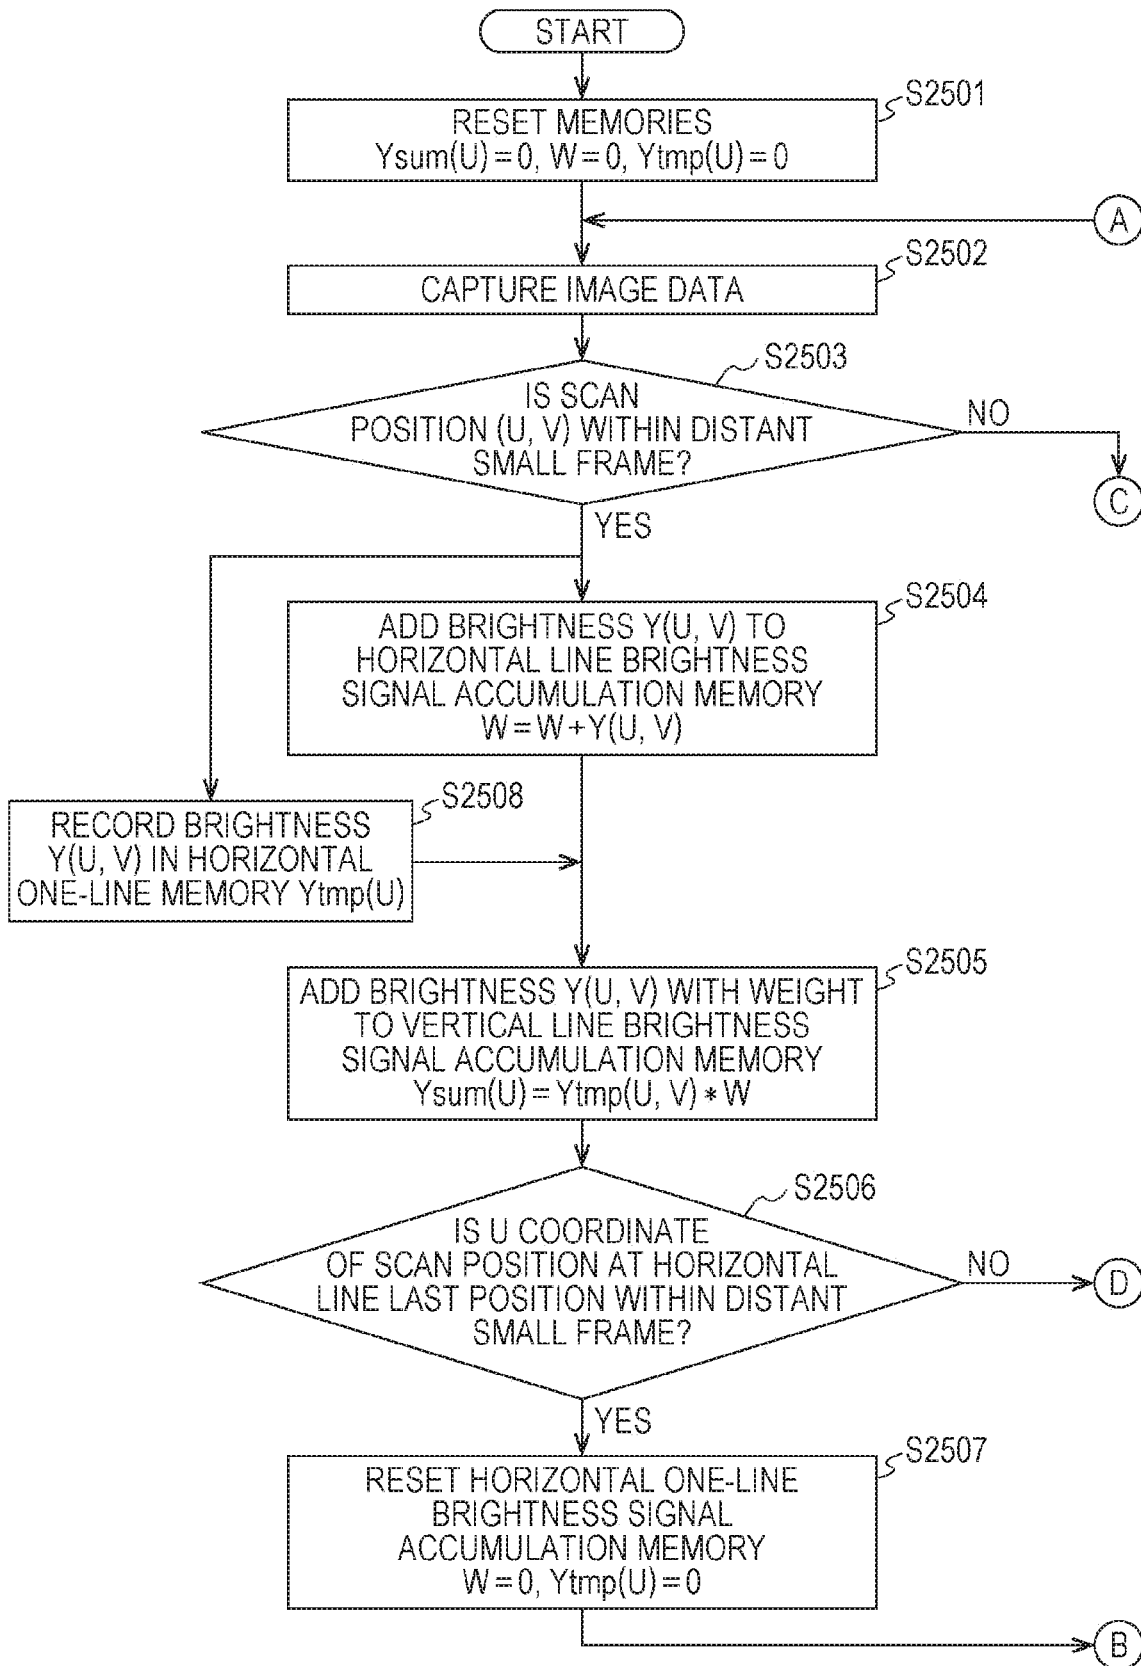 START
S2501
RESET MEMORIES
Ysum(U)=0, W=0, Ytmp(U)=0
A
S2502
CAPTURE IMAGE DATA
S2503
IS SCAN
POSITION (U, V) WITHIN DISTANT
SMALL FRAME?
NO
C
YES
S2504
ADD BRIGHTNESS Y(U, V) TO
HORIZONTAL LINE BRIGHTNESS
SIGNAL ACCUMULATION MEMORY
W=W+Y(U, V)
S2508
RECORD BRIGHTNESS
Y(U, V) IN HORIZONTAL
ONE-LINE MEMORY Ytmp(U)
S2505
ADD BRIGHTNESS Y(U, V) WITH WEIGHT
TO VERTICAL LINE BRIGHTNESS
SIGNAL ACCUMULATION MEMORY
Ysum(U)=Ytmp(U, V)*W
S2506
IS U COORDINATE
OF SCAN POSITION AT HORIZONTAL
LINE LAST POSITION WITHIN DISTANT
SMALL FRAME?
NO
D
YES
S2507
RESET HORIZONTAL ONE-LINE
BRIGHTNESS SIGNAL
ACCUMULATION MEMORY
W=0, Ytmp(U)=0
B